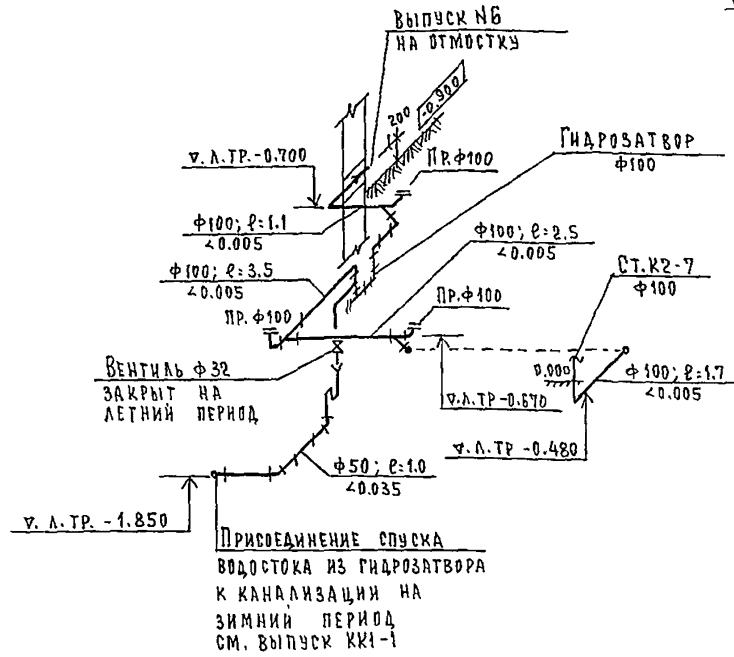 ВЫПУСК №6
НА ОТМОСТКУ
200
-0.900
∇.Л.ТР.-0.700
ПР.Ф100
ГИДРОЗАТВОР
Ф100
Ф100; ℓ=1.1
<0.005
Ф100; ℓ=2.5
<0.005
Ф100; ℓ=3.5
<0.005
СТ.К2-7
Ф100
ПР.Ф100
ПР.Ф100
ВЕНТИЛЬ Ф32
ЗАКРЫТ НА
ЛЕТНИЙ ПЕРИОД
0.000
Ф100; ℓ=1.7
<0.005
∇.Л.ТР-0.670
∇.Л.ТР -0.480
Ф50; ℓ=1.0
<0.035
∇.Л.ТР. -1.850
ПРИСОЕДИНЕНИЕ СПУСКА
ВОДОСТОКА ИЗ ГИДРОЗАТВОРА
К КАНАЛИЗАЦИИ НА
ЗИМНИЙ ПЕРИОД
СМ. ВЫПУСК КК1-1